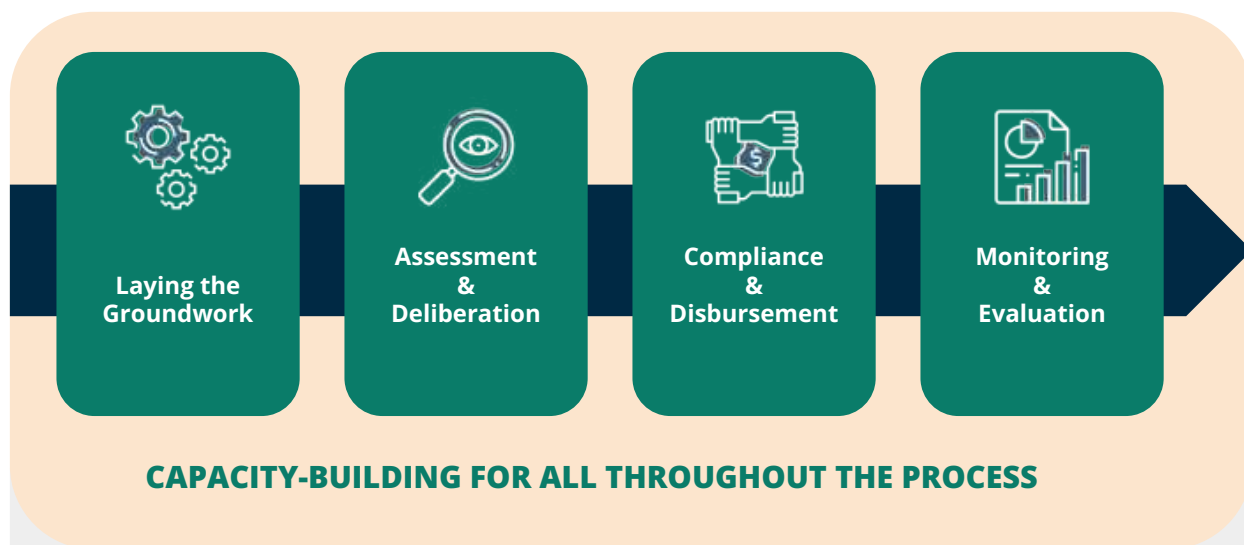 Laying the
Groundwork
Assessment
&
Deliberation
$
Compliance
&
Disbursement
Monitoring
&
Evaluation
CAPACITY-BUILDING FOR ALL THROUGHOUT THE PROCESS